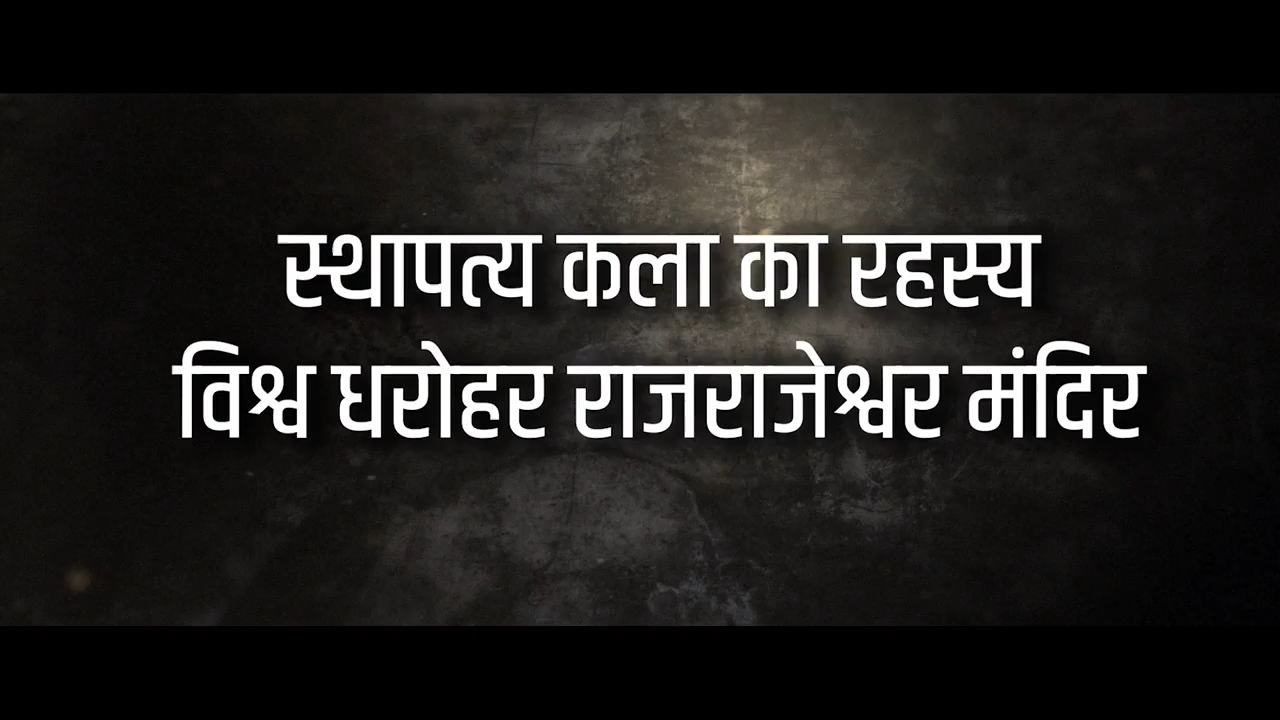 स्थापत्य कला का रहस्य
विश्व धरोहर राजराजेश्वर मंदिर